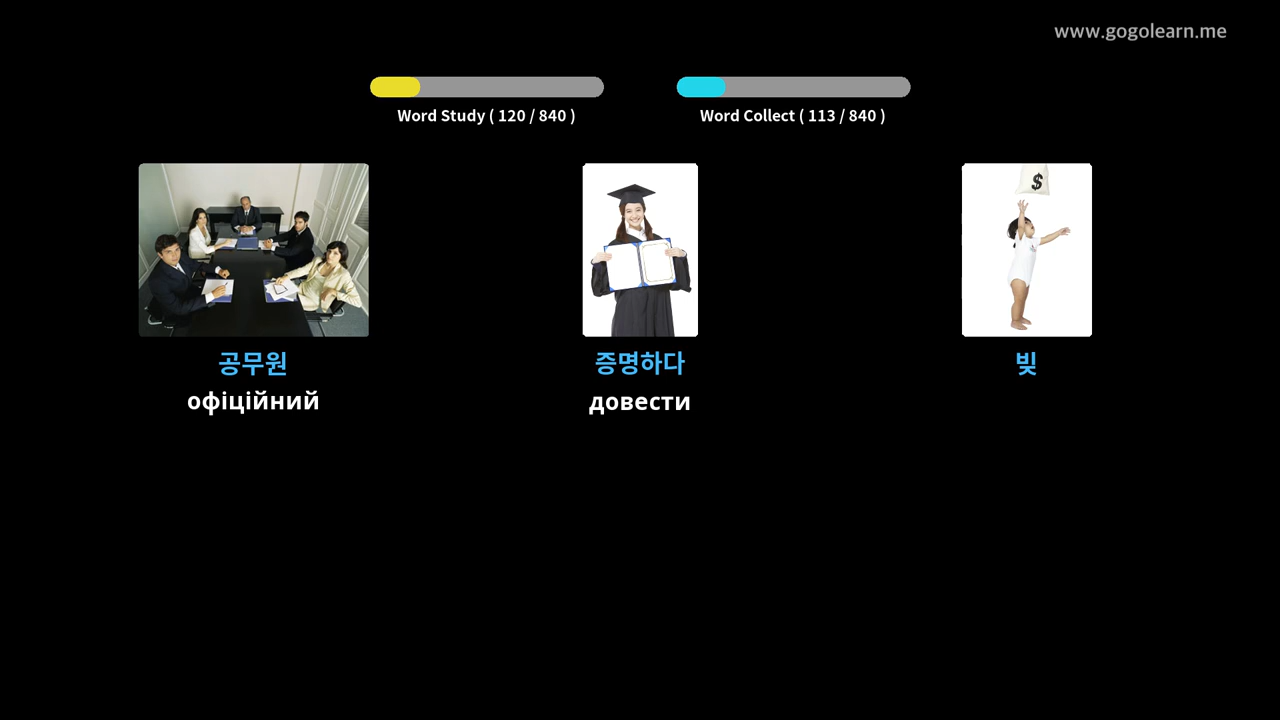 www.gogolearn.me
Word Study ( 120 / 840 )
Word Collect ( 113 / 840 )
공무원
офіційний
증명하다
довести
빚
$